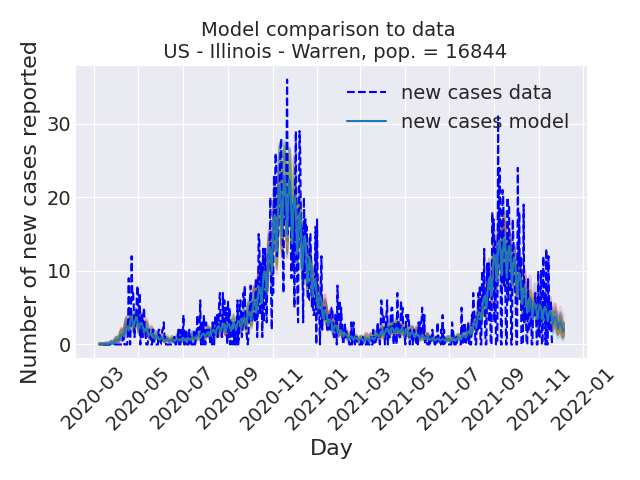 Model comparison to data
US - Illinois - Warren, pop. = 16844
new cases data
new cases model
Number of new cases reported
30
20
10
0
2020-03
2020-05
2020-07
2020-09
2020-11
2021-01
2021-03
2021-05
2021-07
2021-09
2021-11
2022-01
Day